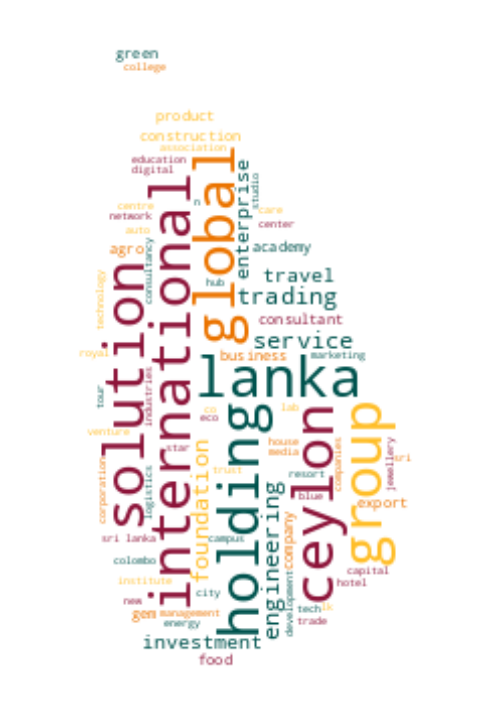 green
college
product
construction
association
education
digital
international
global
enterprise
studio
n
centre
network
care
center
auto
agro
consultancy
academy
solution
hub
travel
trading
technology
consultant
service
royal
business
marketing
lanka
tour
industries
co
eco
lab
holding
ceylon
group
venture
star
house
media
companies
jewellery
sri
foundation
trust
corporation
logistics
resort
engineering
blue
export
sri lanka
campus
company
colombo
capital
institute
city
development
hotel
new
gem
management
tech
lk
energy
trade
investment
food